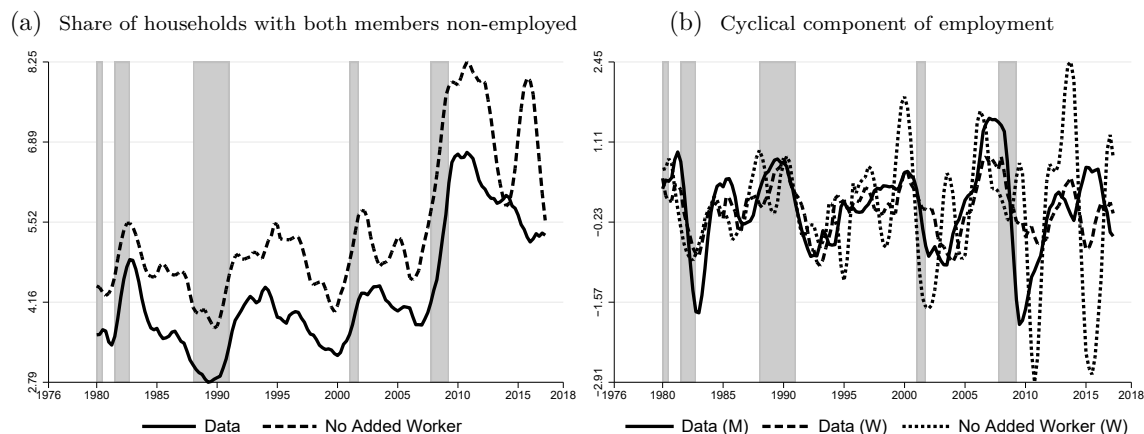 (a) Share of households with both members non-employed
8.25
6.89
5.52
4.16
2.79
1976 1980 1985 1990 1995 2000 2005 2010 2015 2018
Data No Added Worker
(b) Cyclical component of employment
2.45
1.11
-0.23
-1.57
-2.91
1976 1980 1985 1990 1995 2000 2005 2010 2015 2018
Data (M) Data (W) No Added Worker (W)